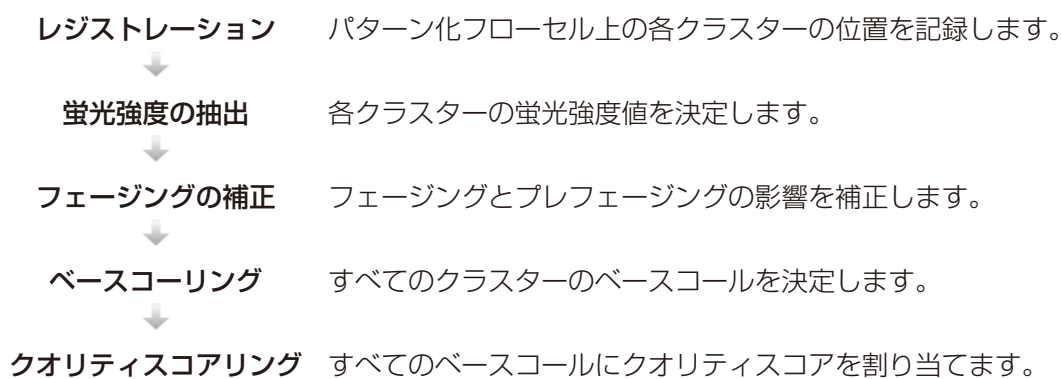 レジストレーション パターン化フローセル上の各クラスターの位置を記録します。
蛍光強度の抽出 各クラスターの蛍光強度値を決定します。
フェージングの補正 フェージングとプレフェージングの影響を補正します。
ベースコーリング すべてのクラスターのベースコールを決定します。
クオリティスコアリング すべてのベースコールにクオリティスコアを割り当てます。